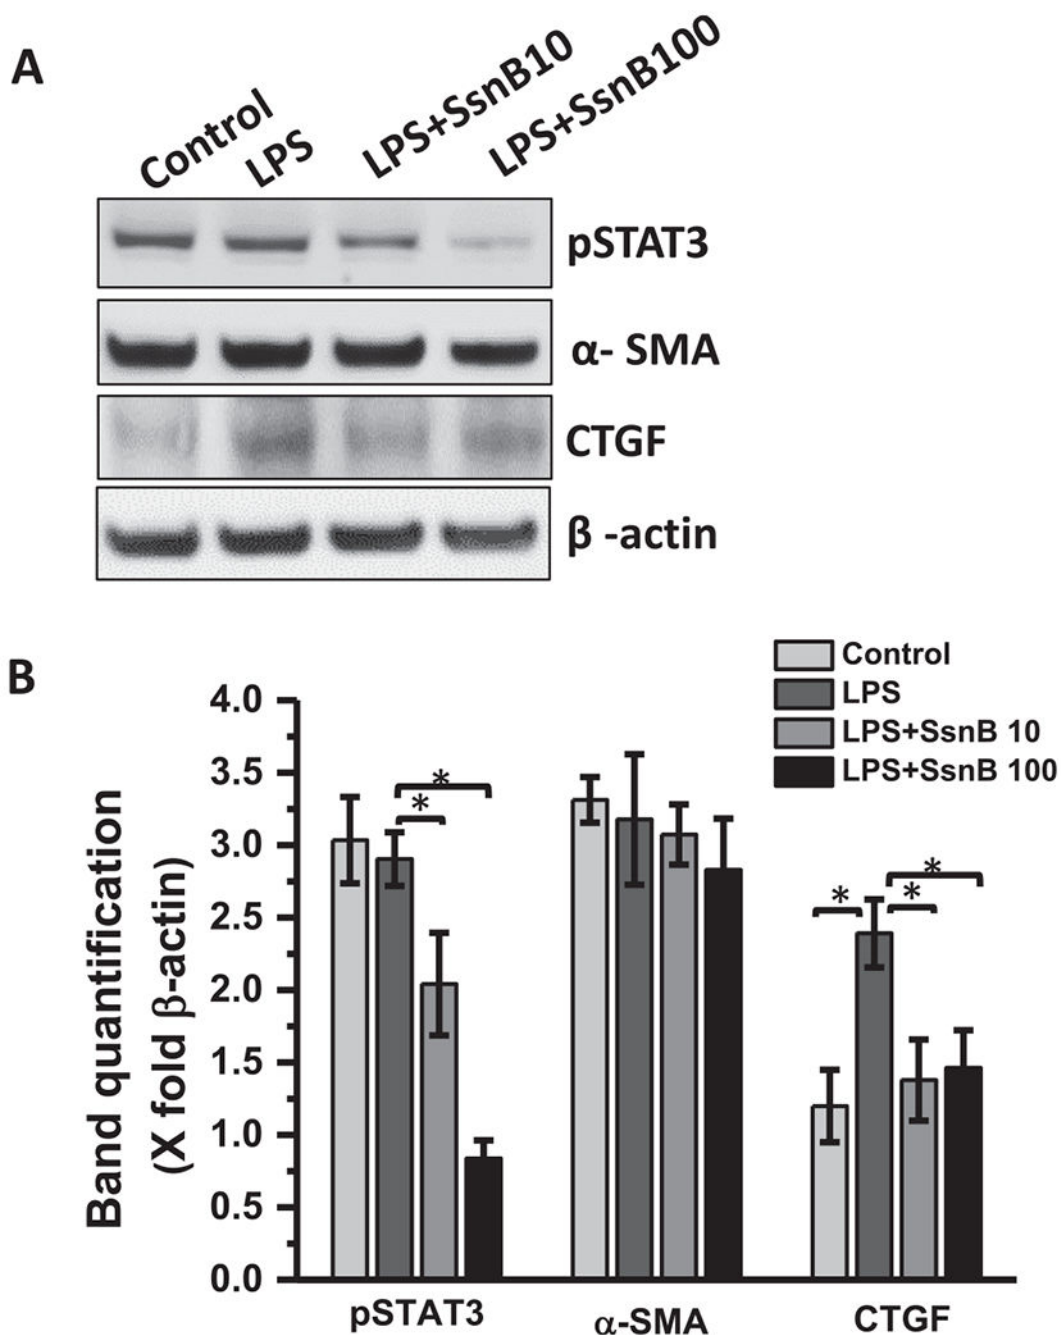 A
Control
LPS
LPS+SsnB10
LPS+SsnB100
pSTAT3
α- SMA
CTGF
β -actin
B
Control
LPS
LPS+SsnB 10
LPS+SsnB 100
Band quantification
(X fold β-actin)
4.0
3.5
3.0
2.5
2.0
1.5
1.0
0.5
0.0
*
*
*
*
*
pSTAT3
α-SMA
CTGF